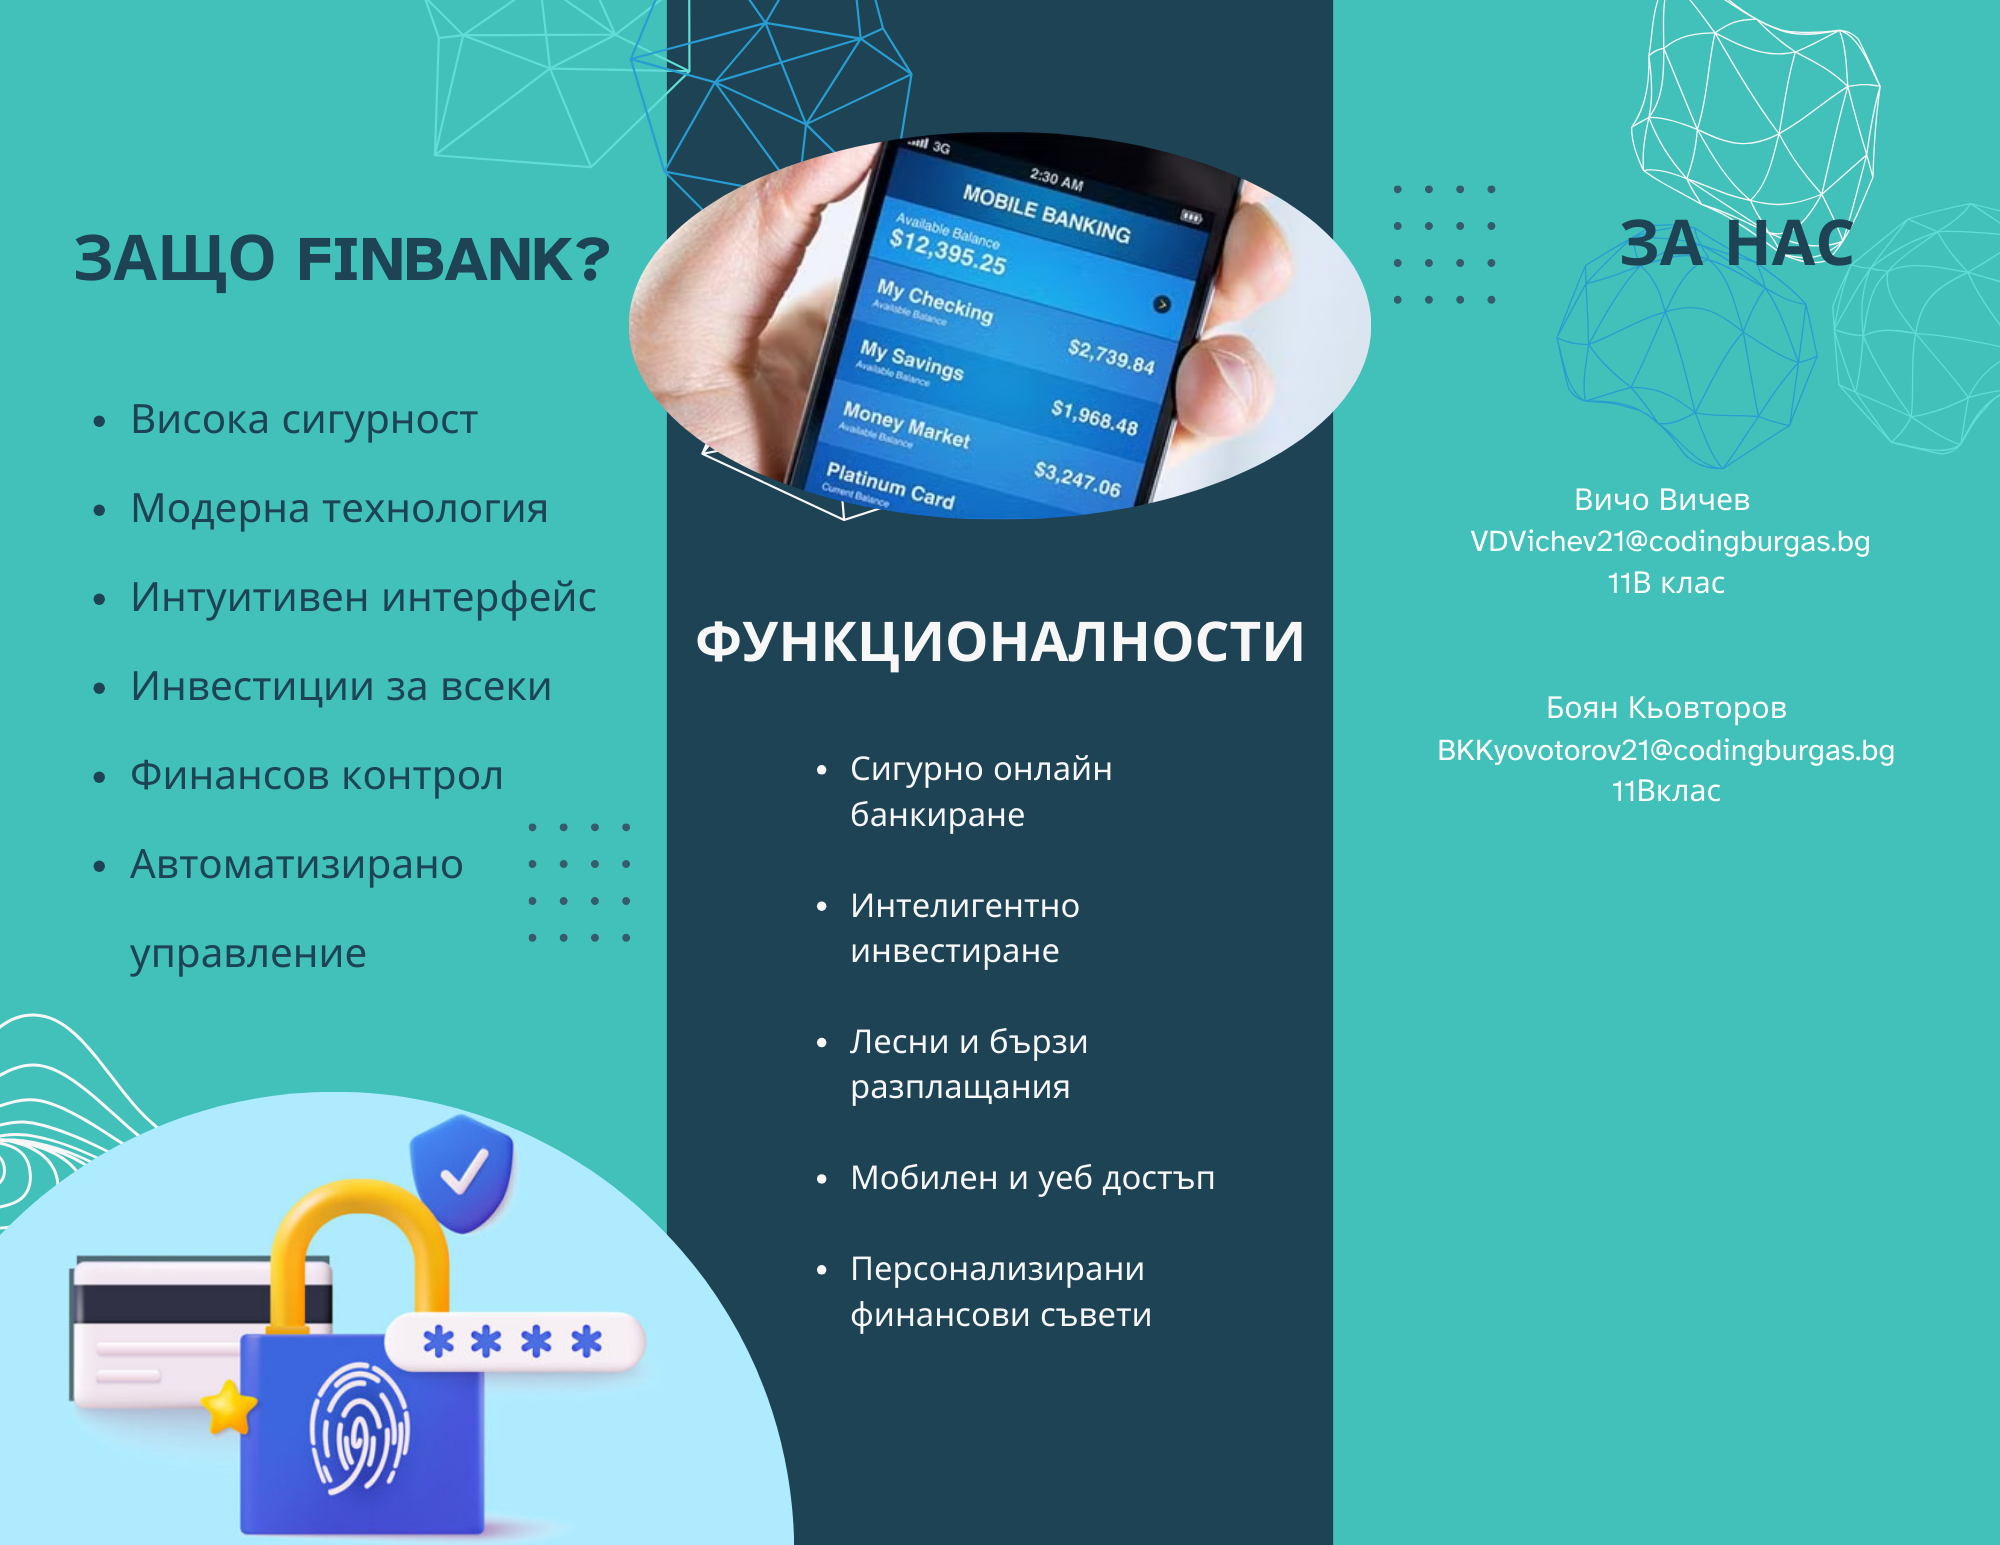 ЗАЩО FINBANK?
• Висока сигурност
• Модерна технология
• Интуитивен интерфейс
• Инвестиции за всеки
• Финансов контрол
• Автоматизирано
управление
* * * *
3G
2:30 AM
MOBILE BANKING
Available Balance
$12,395.25
My Checking
Available Balance
$2,739.84
My Savings
Available Balance
$1,968.48
Money Market
Available Balance
$3,247.06
Platinum Card
Current Balance
ФУНКЦИОНАЛНОСТИ
• Сигурно онлайн
банкиране
• Интелигентно
инвестиране
• Лесни и бързи
разплащания
• Мобилен и уеб достъп
• Персонализирани
финансови съвети
ЗА НАС
Вичо Вичев
VDVichev21@codingburgas.bg
11В клас
Боян Кьовторов
BKKyovotorov21@codingburgas.bg
11Вклас